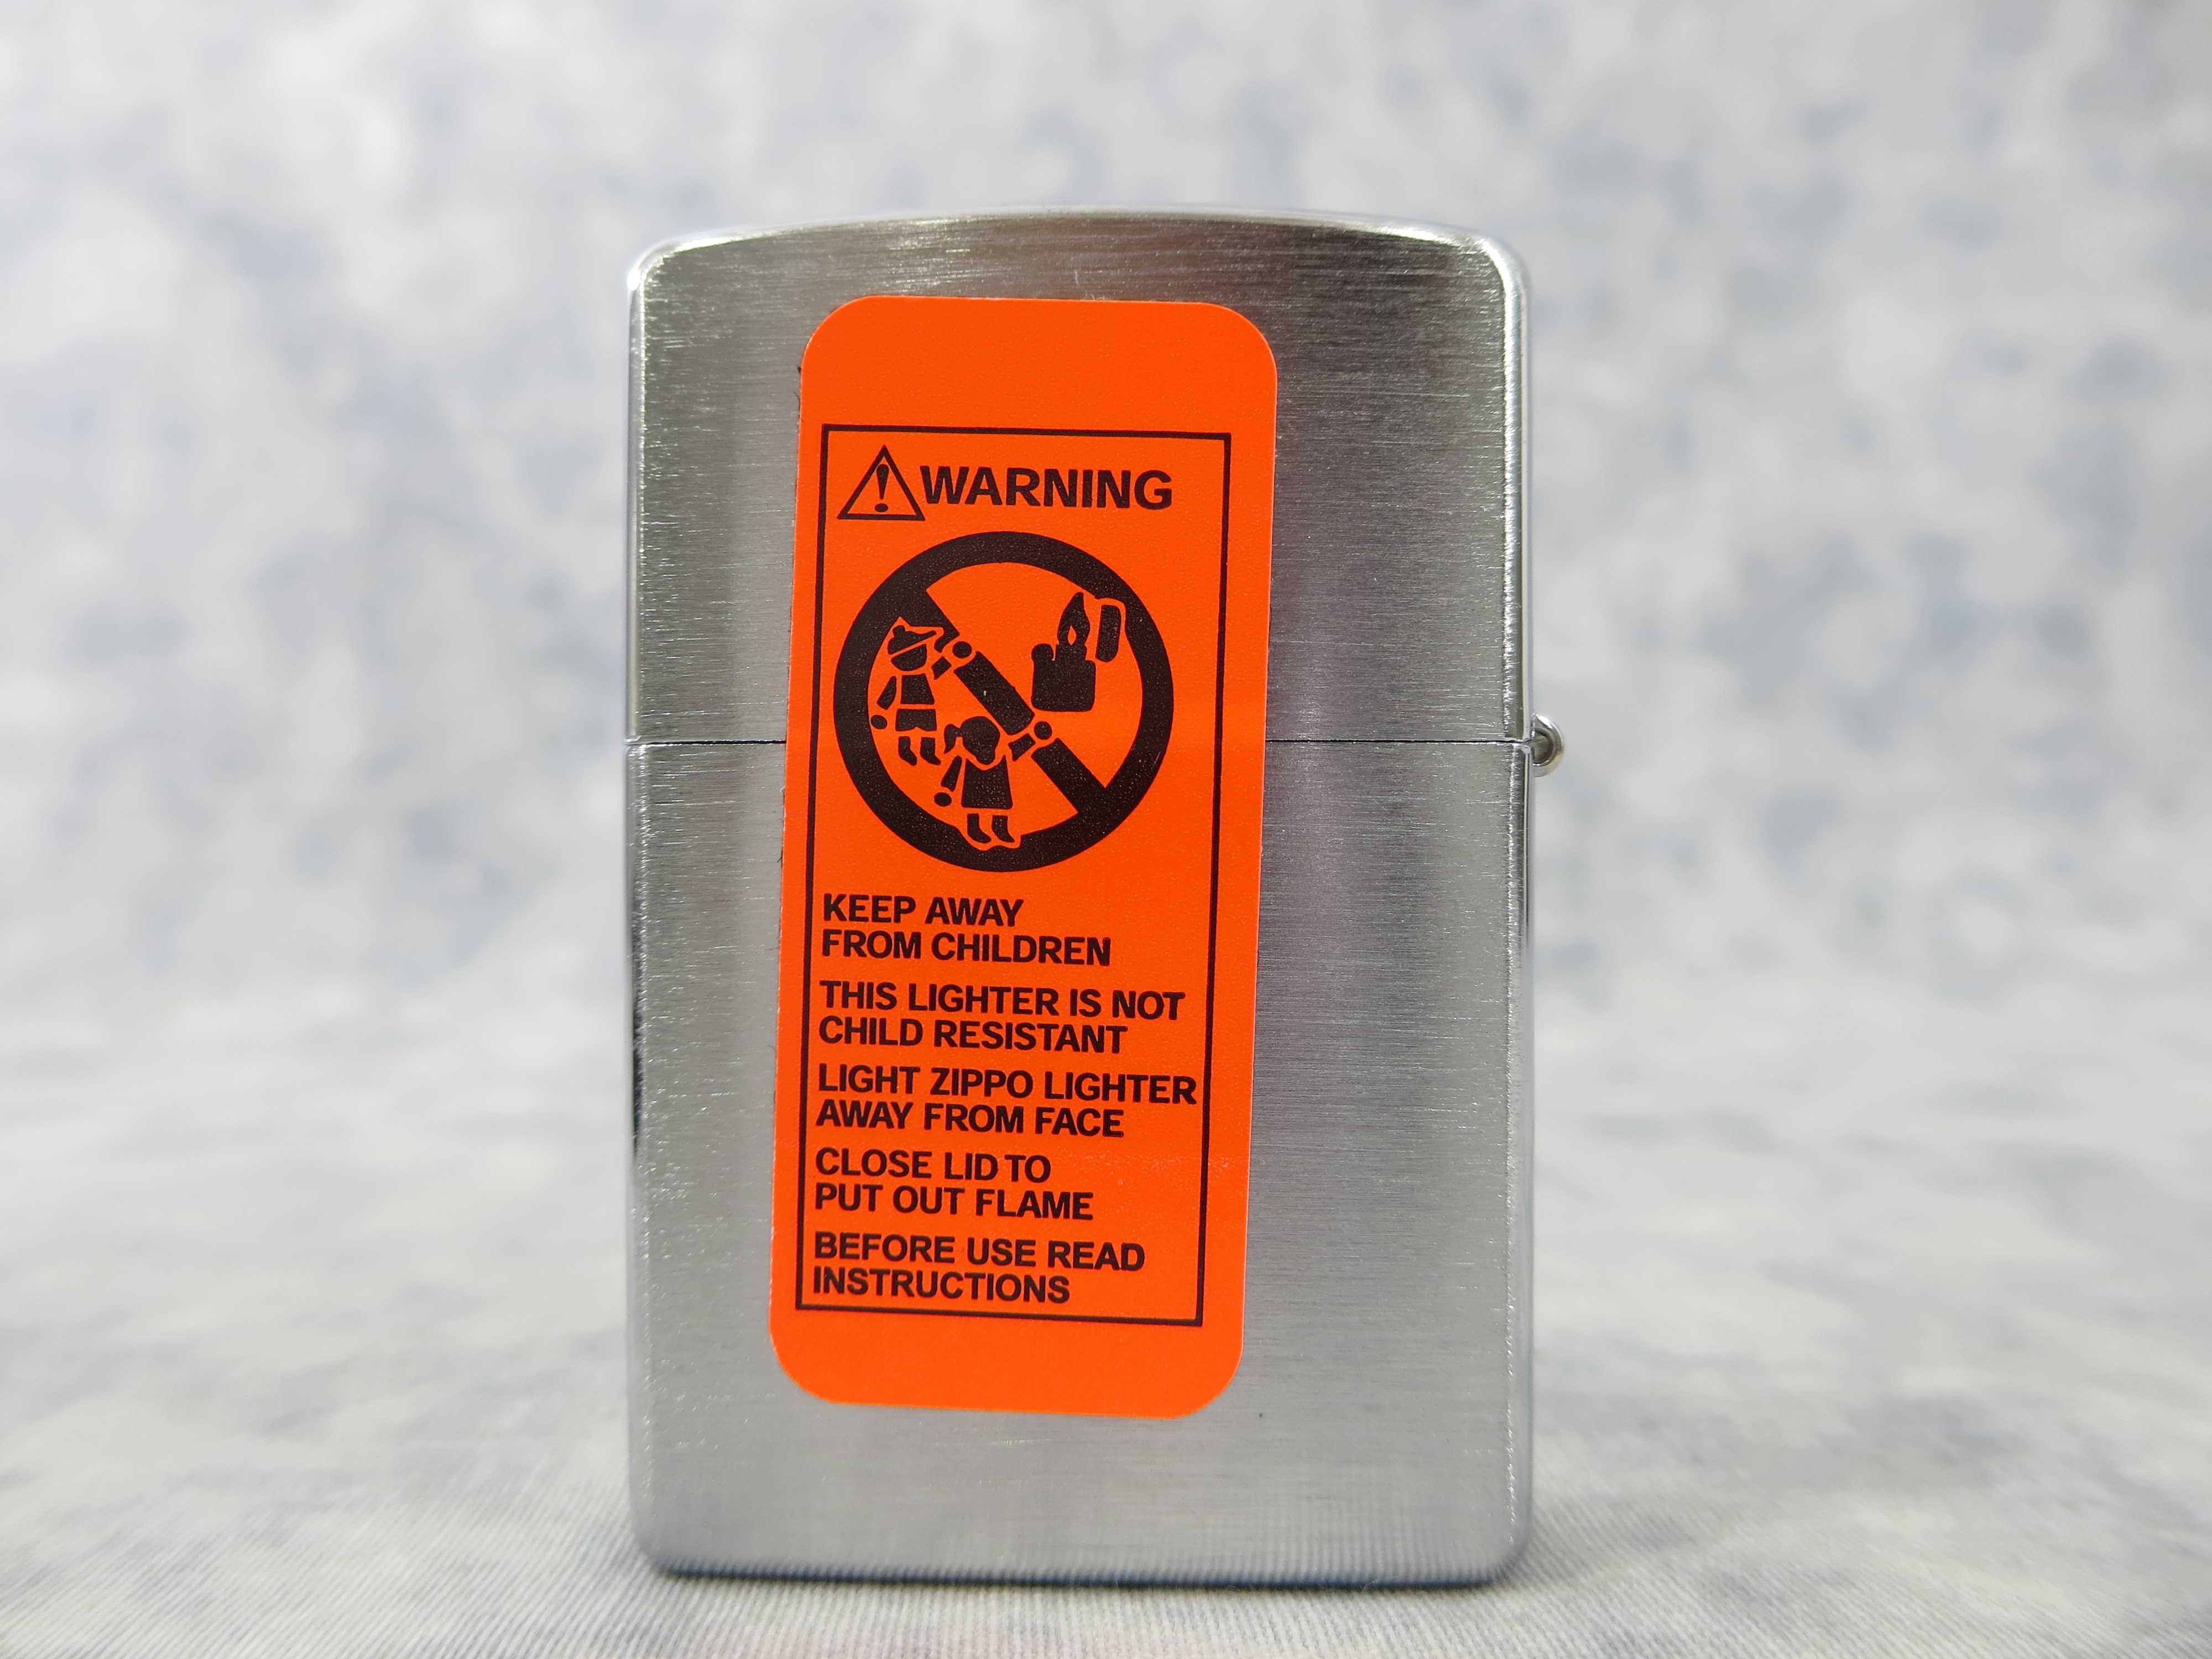 WARNING
KEEP AWAY
FROM CHILDREN
THIS LIGHTER IS NOT
CHILD RESISTANT
LIGHT ZIPPO LIGHTER
AWAY FROM FACE
CLOSE LID TO
PUT OUT FLAME
BEFORE USE READ
INSTRUCTIONS